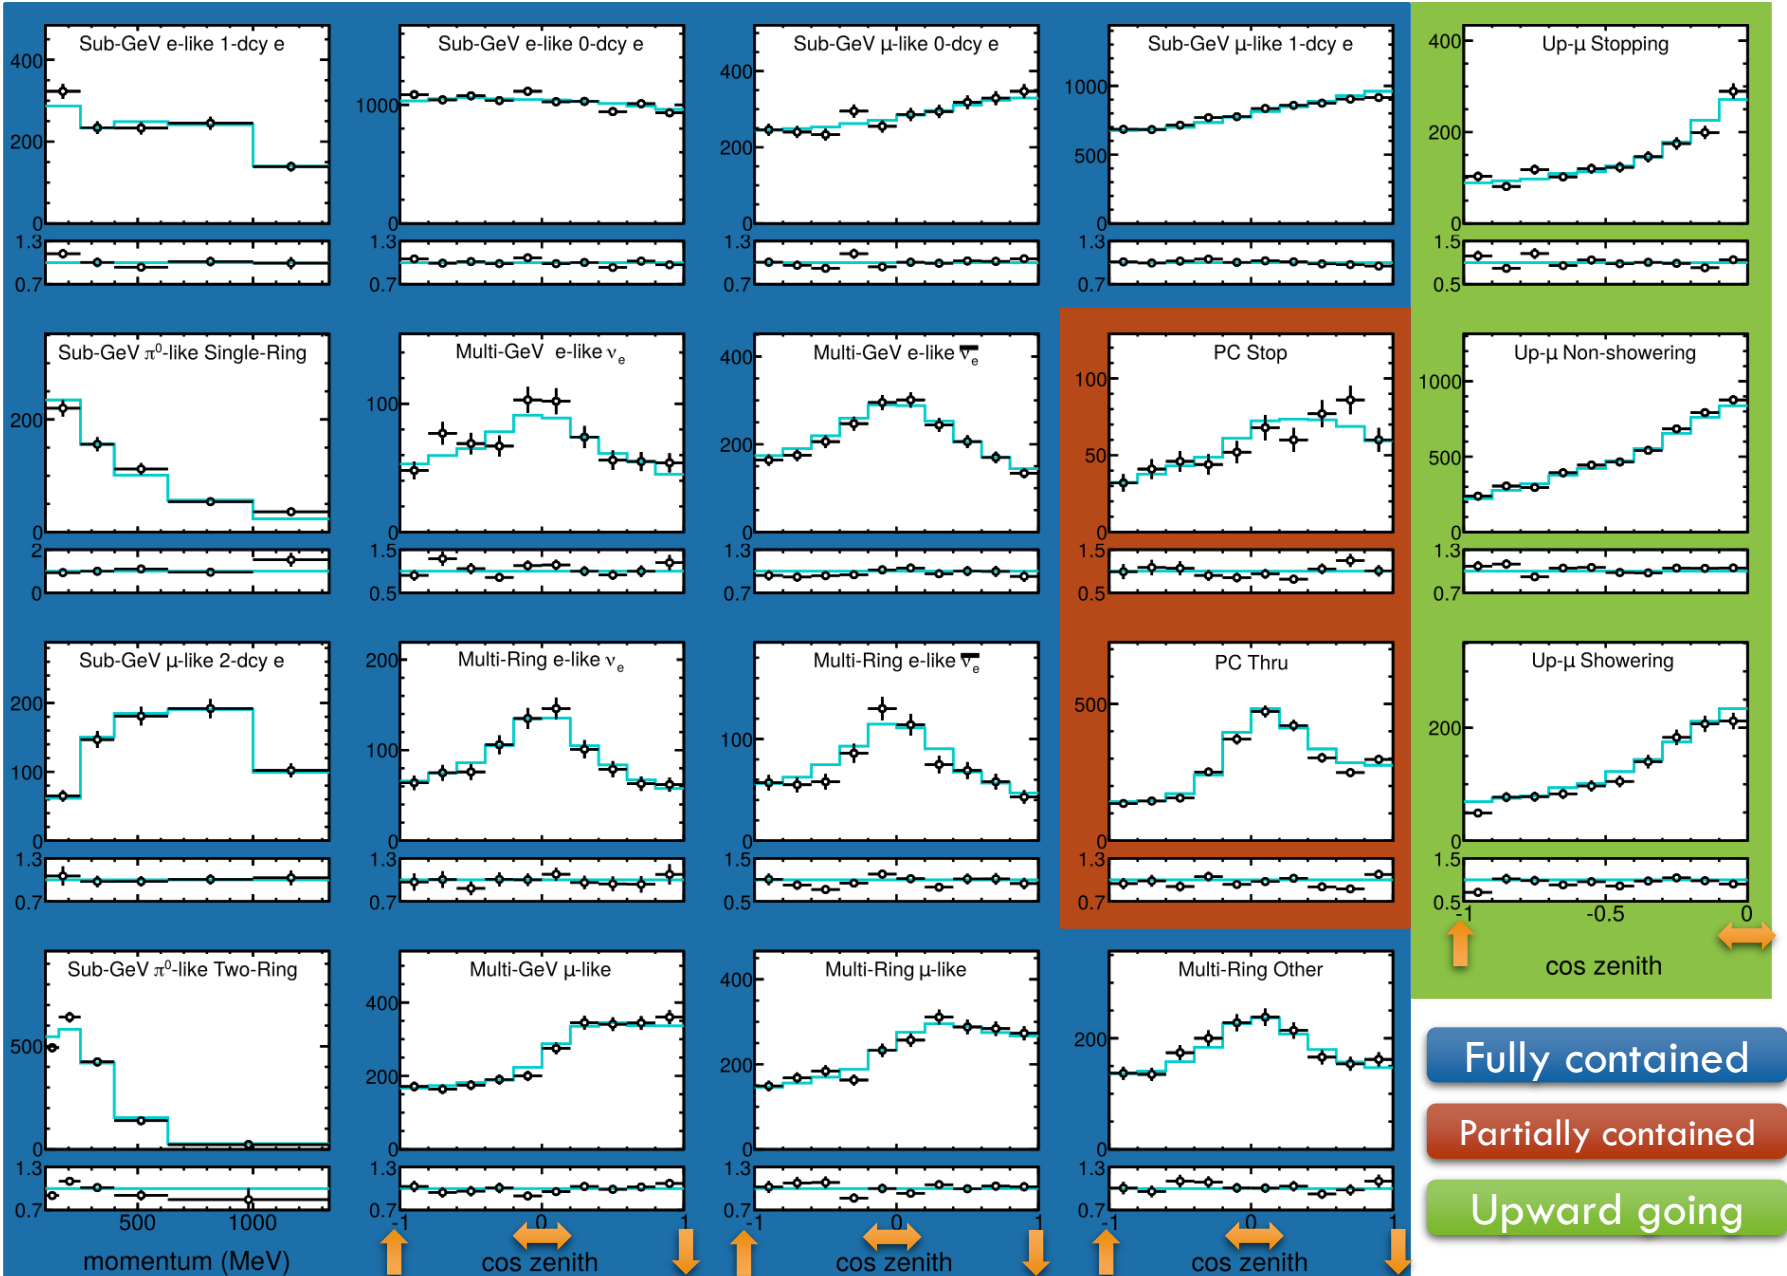 Sub-GeV e-like 1-dcy e
400
200
0
1.3
0.7
Sub-GeV e-like 0-dcy e
1000
0
1.3
0.7
Sub-GeV μ-like 0-dcy e
400
200
0
1.3
0.7
Sub-GeV μ-like 1-dcy e
1000
500
0
1.3
0.7
Up-μ Stopping
400
200
0
1.5
0.5
Sub-GeV π⁰-like Single-Ring
200
0
2
0
Multi-GeV e-like νₑ
100
0
1.5
0.5
Multi-GeV e-like ν̅ₑ
400
200
0
1.3
0.7
PC Stop
100
50
0
1.5
0.5
Up-μ Non-showering
1000
500
0
1.3
0.7
Sub-GeV μ-like 2-dcy e
200
100
0
1.3
0.7
Multi-Ring e-like νₑ
200
100
0
1.3
0.7
Multi-Ring e-like ν̅ₑ
100
0
1.5
0.5
PC Thru
500
0
1.3
0.7
Up-μ Showering
200
0
1.5
0.5
-1 -0.5 0
cos zenith
Sub-GeV π⁰-like Two-Ring
500
0
1.3
0.7
500 1000
momentum (MeV)
Multi-GeV μ-like
400
200
0
1.3
0.7
-1 0 1
cos zenith
Multi-Ring μ-like
400
200
0
1.3
0.7
-1 0 1
cos zenith
Multi-Ring Other
200
0
1.3
0.7
-1 0 1
cos zenith
Fully contained
Partially contained
Upward going